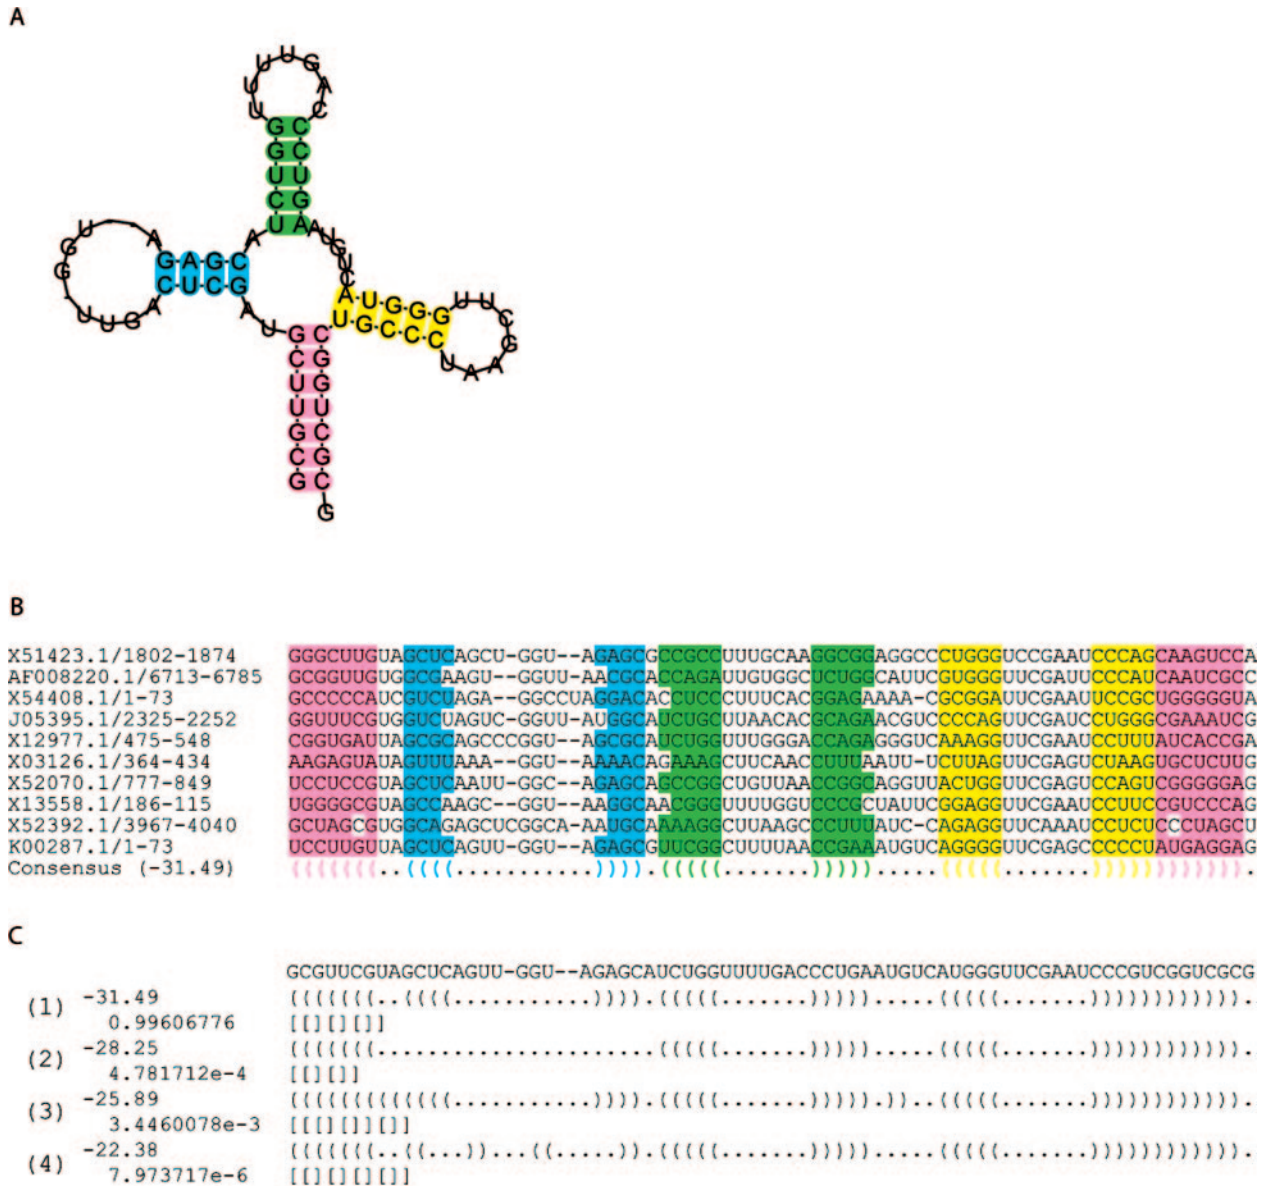 A
B
X51423.1/1802-1874 GGGCUUGUAGCUCAGCU-GGU--AGAGCGCCGCCUUUGCAAGGCGGAGGCCCUGGGUCCGAAUCCCAGCAAGUCCA
AF008220.1/6713-6785 GCGGUUGUGGCGAAGU--GGUU-AACGCACCAGAUUGUGGCUCUGGCAUUCGUGGGUUCGAUUCCCAUCAAUCGCC
X54408.1/1-73 GCCCCCAUCGUCUAGA--GGCCUAGGACACCUCCCUUUCACGGAGAAAA-CGCGGAUUCGAAUUCCGCUGGGGGUA
J05395.1/2325-2252 GGUUUCGUGGUCUAGUC-GGUU-AUGGCAUCUGCUUAACACGCAGAACGUCCCCAGUUCGAUCCUGGGCGAAAUCG
X12977.1/475-548 CGGUGAUUAGCGCAGCCCGGU--AGCGCAUCUGGUUUGGGACCAGAGGGUCAAAGGUUCGAAUCCUUUAUCACCGA
X03126.1/364-434 AAGAGUAUAGUUUAAA--GGU--AAAACAGAAAGCUUCAACCUUUAAUU-UCUUAGUUCGAGUCUAAGUGCUCUUG
X52070.1/777-849 UCCUCCGUAGCUCAAUU-GGC--AGAGCAGCCGGCUGUUAACCGGCAGGUUACUGGUUCGAGUCCAGUCGGGGGAG
X13558.1/186-115 UGGGGCGUAGCCAAGC--GGU--AAGGCAACGGGUUUUGGUCCCGCUAUUCGGAGGUUCGAAUCCUUCCGUCCCAG
X52392.1/3967-4040 GCUAGCGUGGCAGAGCUCGGCA-AAUGCAAAAGGCUUAAGCCCUUUAUC-CAGAGGUUCAAAUCCUCUCCCUAGCU
K00287.1/1-73 UCCUUGUUAGCUCAGUU-GGU--AGAGCGUUCGGCUUUUAACCGAAAUGUCAGGGGUUCGAGCCCCCUAUGAGGAG
Consensus (-31.49) (((((((..((((...........)))).(((((.......))))).....(((((.......)))))))))))).
C
GCGUUCGUAGCUCAGUU-GGU--AGAGCAUCUGGUUUUGACCCUGAAUGUCAUGGGUUCGAAUCCCGUCGGUCGCG
(1) -31.49 (((((((..((((...........)))).(((((.......))))).....(((((.......)))))))))))).
0.99606776 [[][][]]
(2) -28.25 (((((((......................(((((.......))))).....(((((.......)))))))))))).
4.781712e-4 [[][]]
(3) -25.89 (((((((((((((...........)))).(((((.......))))).))..(((((.......)))))))))))).
3.4460078e-3 [[[][]][]]
(4) -22.38 (((((((..((...))...((.....)).(((((.......))))).....(((((.......)))))))))))).
7.973717e-6 [[][][][]]